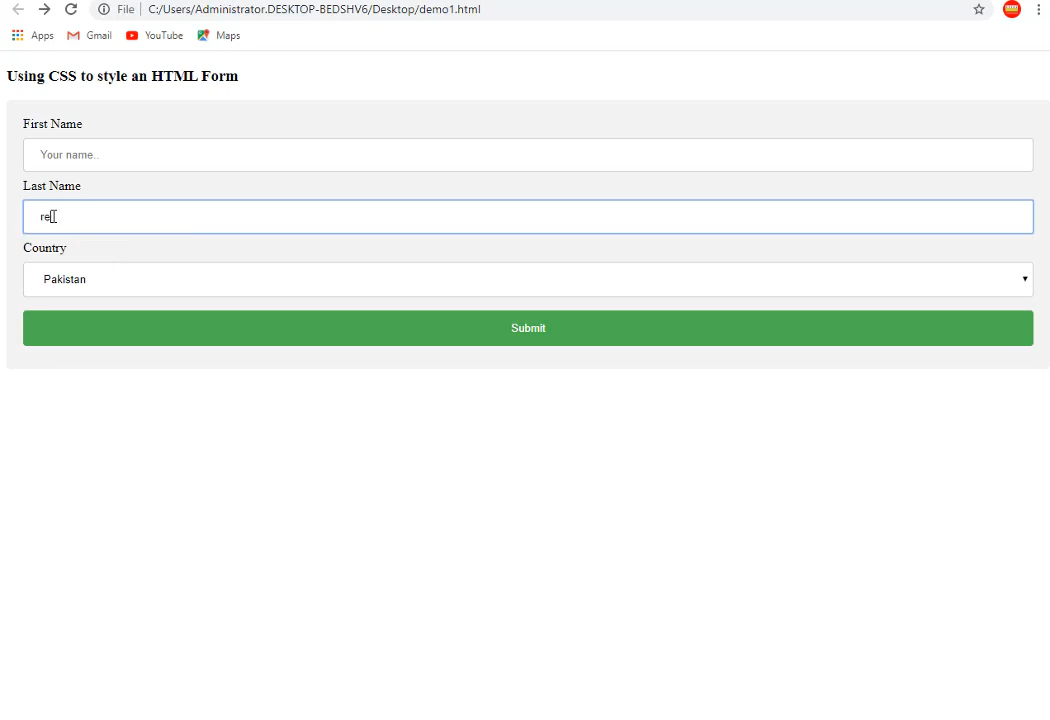 File C:/Users/Administrator.DESKTOP-BEDSHV6/Desktop/demo1.html
Apps Gmail YouTube Maps
Using CSS to style an HTML Form
First Name
Your name..
Last Name
re
Country
Pakistan
Submit